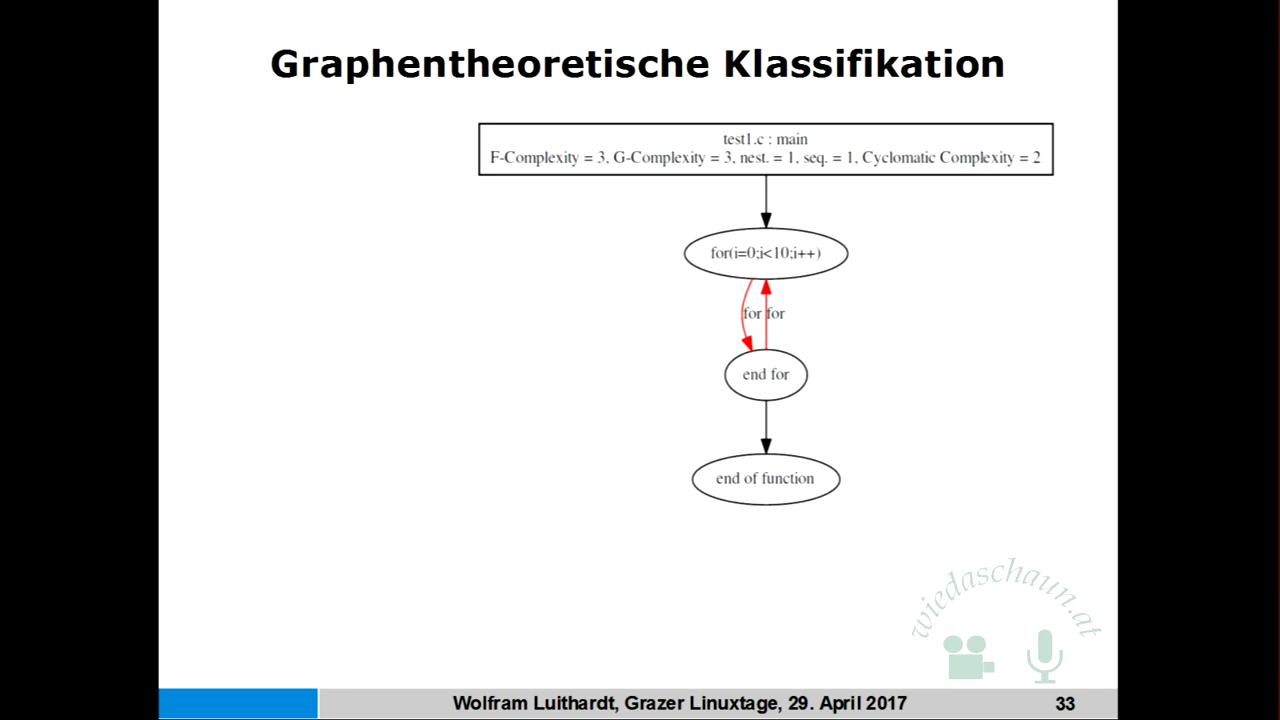 Graphentheoretische Klassifikation
test1.c : main
F-Complexity = 3, G-Complexity = 3, nest. = 1, seq. = 1, Cyclomatic Complexity = 2
for(i=0;i<10;i++)
for for
end for
end of function
wiedaschaun.at
Wolfram Luithardt, Grazer Linuxtage, 29. April 2017 33